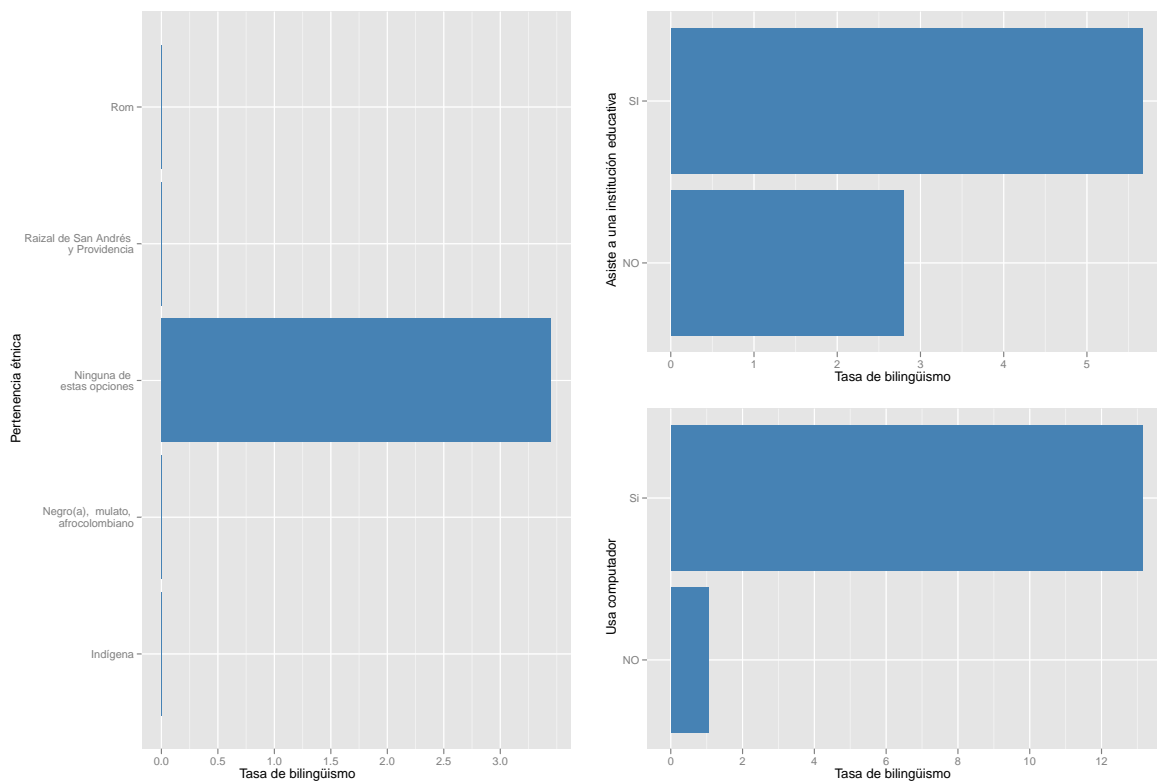 Pertenencia étnica
Rom
Raizal de San Andrés
y Providencia
Ninguna de
estas opciones
Negro(a),  mulato,
afrocolombiano
Indígena
0.0 0.5 1.0 1.5 2.0 2.5 3.0
Tasa de bilingüismo
Asiste a una institución educativa
SI
NO
0 1 2 3 4 5
Tasa de bilingüismo
Usa computador
Si
NO
0 2 4 6 8 10 12
Tasa de bilingüismo